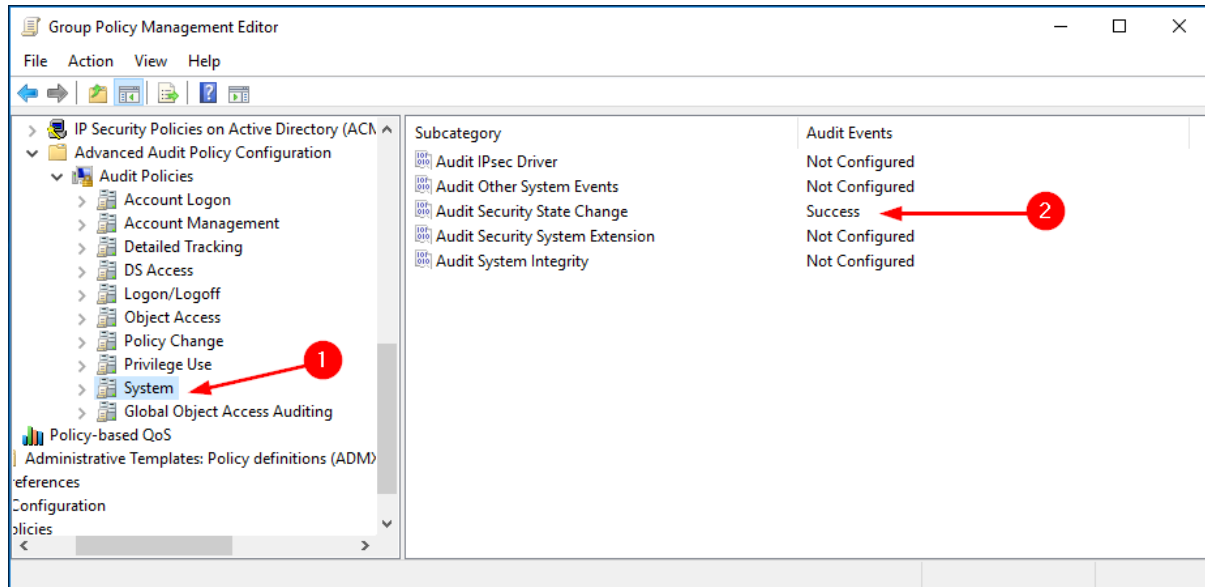 Group Policy Management Editor
File Action View Help
IP Security Policies on Active Directory (ACN
Advanced Audit Policy Configuration
Audit Policies
Account Logon
Account Management
Detailed Tracking
DS Access
Logon/Logoff
Object Access
Policy Change
Privilege Use
1
System
Global Object Access Auditing
Policy-based QoS
Administrative Templates: Policy definitions (ADMX
eferences
Configuration
olicies
Subcategory Audit Events
Audit IPsec Driver Not Configured
Audit Other System Events Not Configured
Audit Security State Change Success 2
Audit Security System Extension Not Configured
Audit System Integrity Not Configured